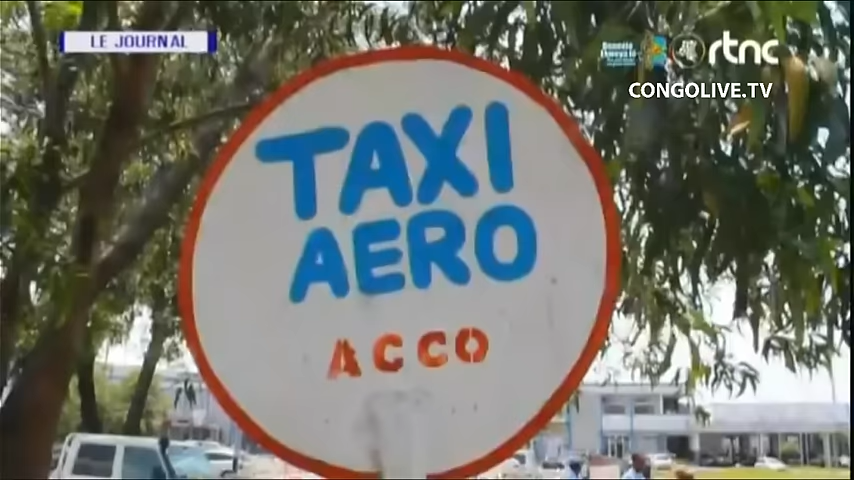 LE JOURNAL
rtnc
CONGOLIVE.TV
TAXI
AERO
ACCO